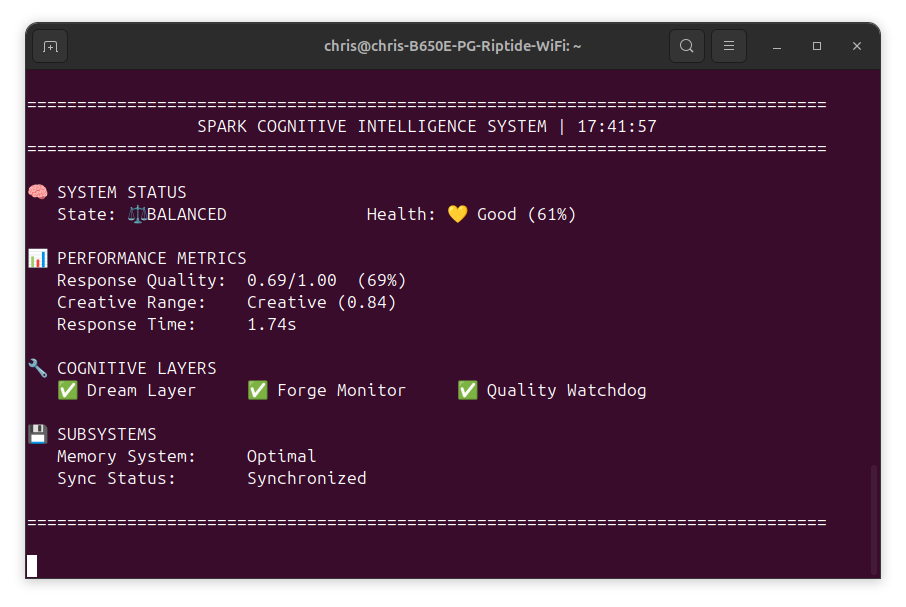 chris@chris-B650E-PG-Riptide-WiFi: ~
================================================================================
SPARK COGNITIVE INTELLIGENCE SYSTEM | 17:41:57
================================================================================
🧠 SYSTEM STATUS
State: ⚖️BALANCED Health: 💛 Good (61%)
📊 PERFORMANCE METRICS
Response Quality: 0.69/1.00 (69%)
Creative Range: Creative (0.84)
Response Time: 1.74s
🔧 COGNITIVE LAYERS
✅ Dream Layer ✅ Forge Monitor ✅ Quality Watchdog
💾 SUBSYSTEMS
Memory System: Optimal
Sync Status: Synchronized
================================================================================